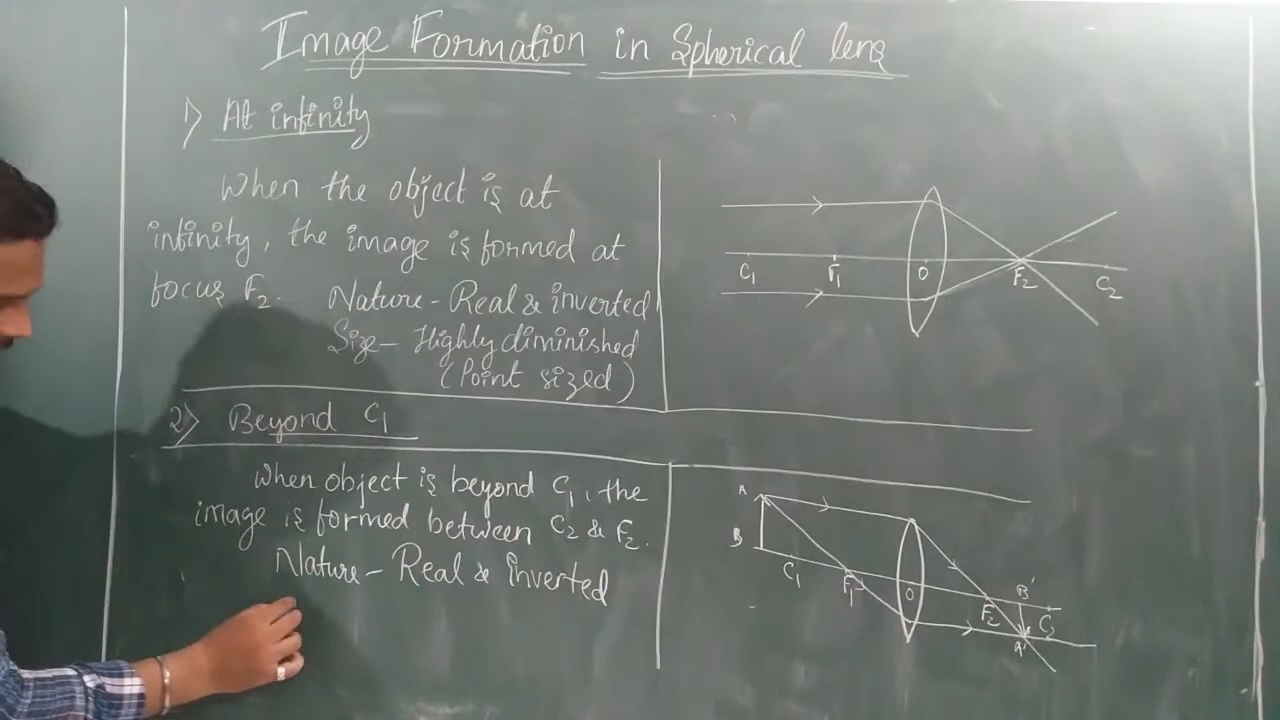 Image Formation in Spherical lens
1) At infinity
When the object is at
infinity, the image is formed at
focus F2.
Nature - Real & inverted
Size - Highly diminished
(Point sized)
C1 F1 O F2 C2
2) Beyond C1
When object is beyond C1, the
image is formed between C2 & F2.
Nature - Real & inverted
A
B
C1 F1 O F2 B' C2
A'